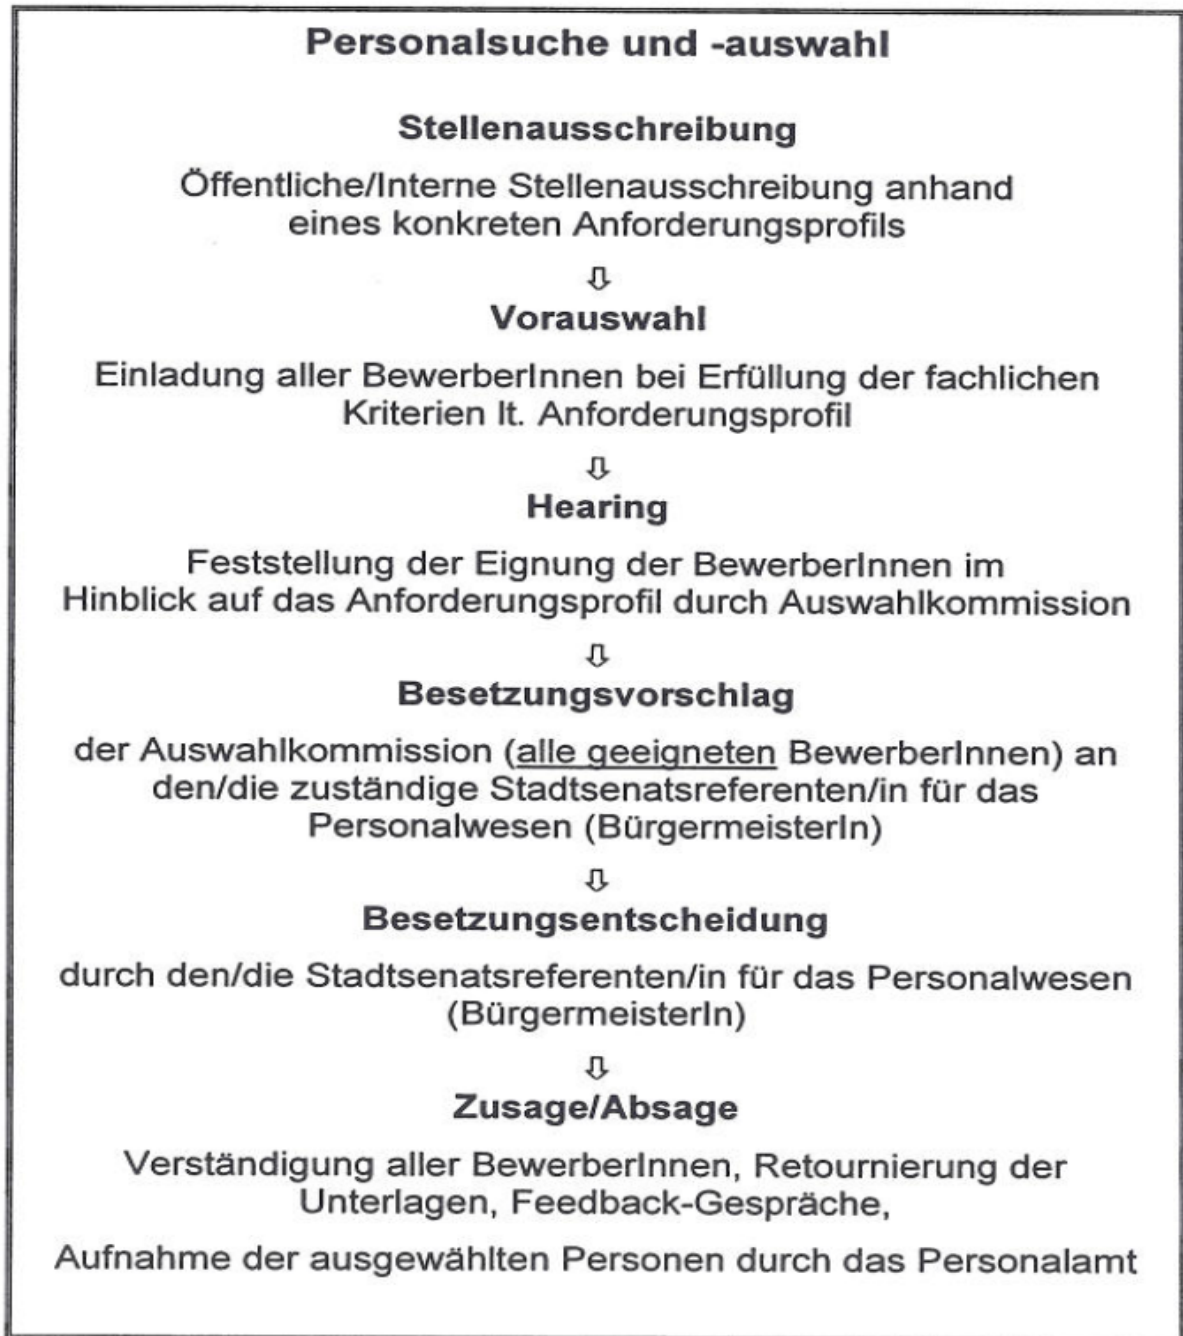 Personalsuche und -auswahl
Stellenausschreibung
Öffentliche/Interne Stellenausschreibung anhand
eines konkreten Anforderungsprofils
⇩
Vorauswahl
Einladung aller BewerberInnen bei Erfüllung der fachlichen
Kriterien lt. Anforderungsprofil
⇩
Hearing
Feststellung der Eignung der BewerberInnen im
Hinblick auf das Anforderungsprofil durch Auswahlkommission
⇩
Besetzungsvorschlag
der Auswahlkommission (alle geeigneten BewerberInnen) an
den/die zuständige Stadtsenatsreferenten/in für das
Personalwesen (BürgermeisterIn)
⇩
Besetzungsentscheidung
durch den/die Stadtsenatsreferenten/in für das Personalwesen
(BürgermeisterIn)
⇩
Zusage/Absage
Verständigung aller BewerberInnen, Retournierung der
Unterlagen, Feedback-Gespräche,
Aufnahme der ausgewählten Personen durch das Personalamt